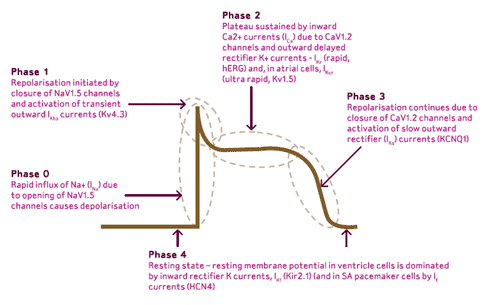 Phase 2
Plateau sustained by inward
Ca2+ currents (ICa) due to CaV1.2
channels and outward delayed
rectifier K+ currents - IKr (rapid,
hERG) and, in atrial cells, IKur
(ultra rapid, Kv1.5)
Phase 1
Repolarisation initiated by
closure of NaV1.5 channels
and activation of transient
outward IKto currents (Kv4.3)
Phase 3
Repolarisation continues due to
closure of CaV1.2 channels and
activation of slow outward
rectifier (IKs) currents (KCNQ1)
Phase 0
Rapid influx of Na+ (INa) due
to opening of NaV1.5
channels causes depolarisation
Phase 4
Resting state – resting membrane potential in ventricle cells is dominated
by inward rectifier K currents, IK1 (Kir2.1) (and in SA pacemaker cells by If
currents (HCN4)